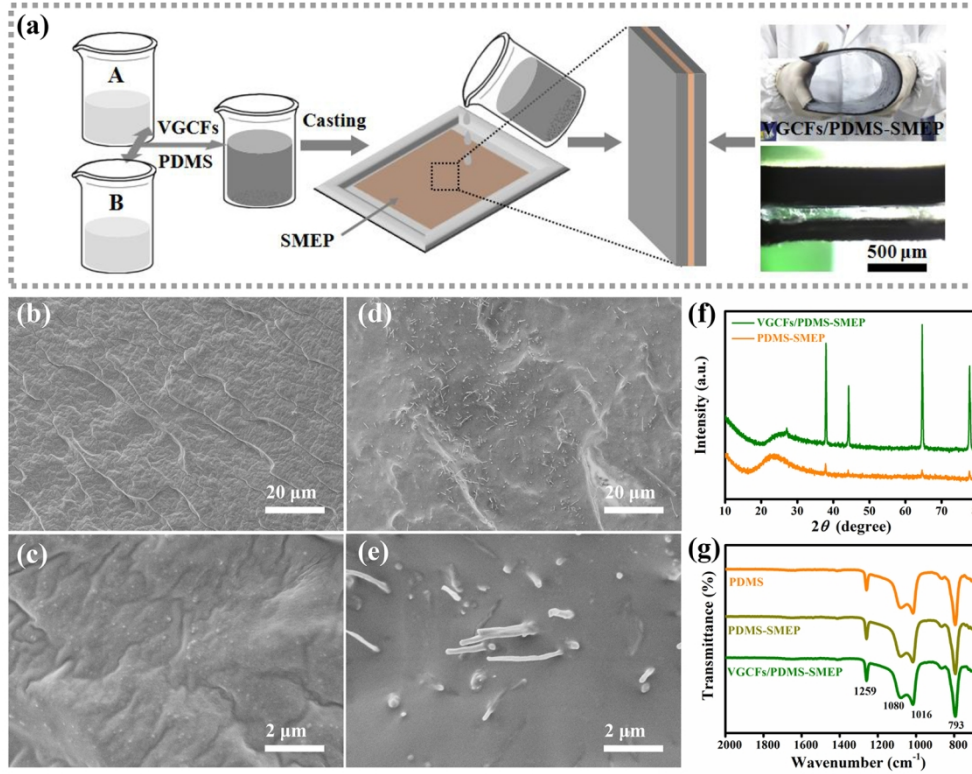 (a)
A
B
VGCFs
PDMS
Casting
SMEP
VGCFs/PDMS-SMEP
500 μm
(b)
20 μm
(d)
20 μm
(c)
2 μm
(e)
2 μm
(f)
VGCFs/PDMS-SMEP
PDMS-SMEP
Intensity (a.u.)
10 20 30 40 50 60 70
2θ (degree)
(g)
PDMS
PDMS-SMEP
VGCFs/PDMS-SMEP
1259
1080
1016
793
Transmittance (%)
2000 1800 1600 1400 1200 1000 800
Wavenumber (cm⁻¹)